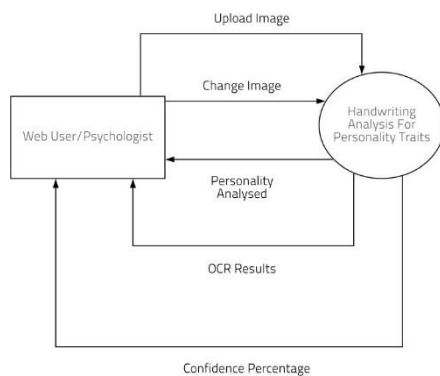 Upload Image
Change Image
Web User/Psychologist
Handwriting
Analysis For
Personality Traits
Personality
Analysed
OCR Results
Confidence Percentage